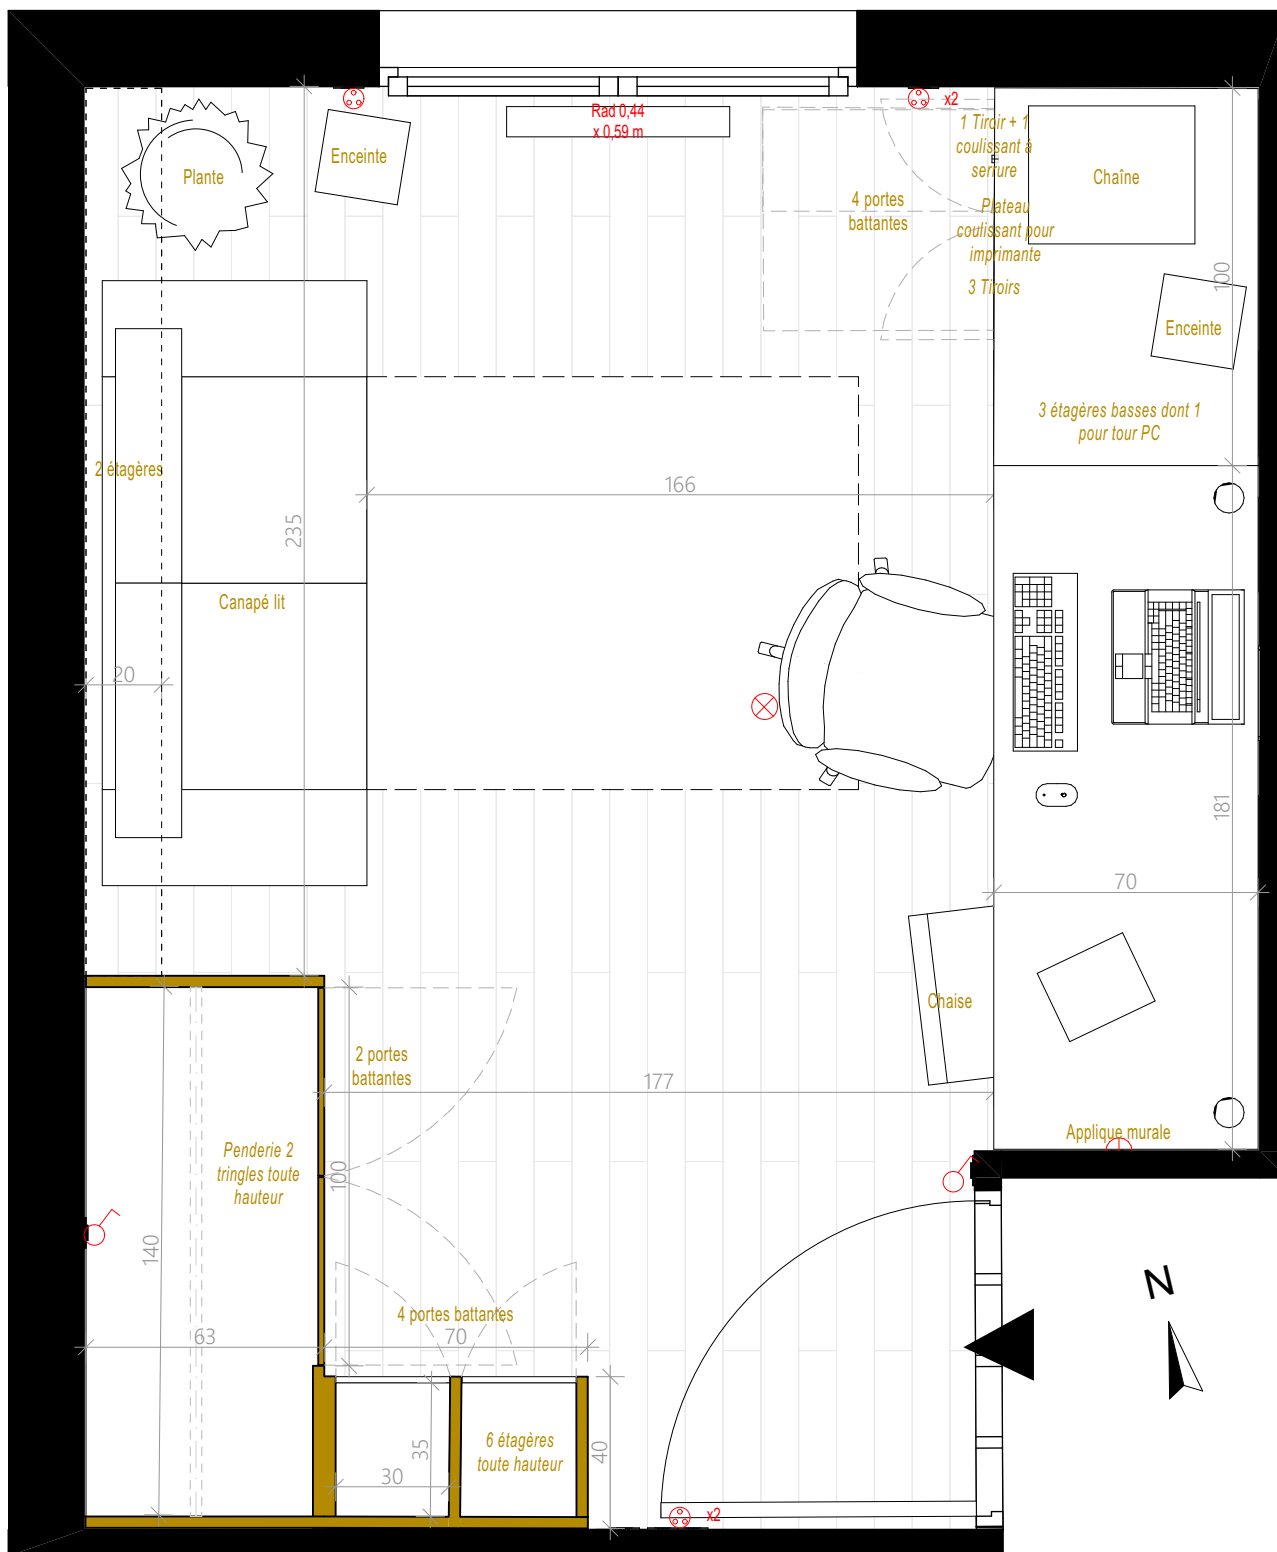 Rad 0,44
x 0,59 m
x2
Plante
Enceinte
4 portes
battantes
1 Tiroir + 1
coulissant à
serrure
Plateau
coulissant pour
imprimante
3 Tiroirs
Chaîne
100
Enceinte
3 étagères basses dont 1
pour tour PC
2 étagères
235
166
Canapé lit
20
181
70
Chaise
2 portes
battantes
177
Applique murale
Penderie 2
tringles toute
hauteur
100
140
N
4 portes battantes
63
70
35
30
6 étagères
toute hauteur
40
x2